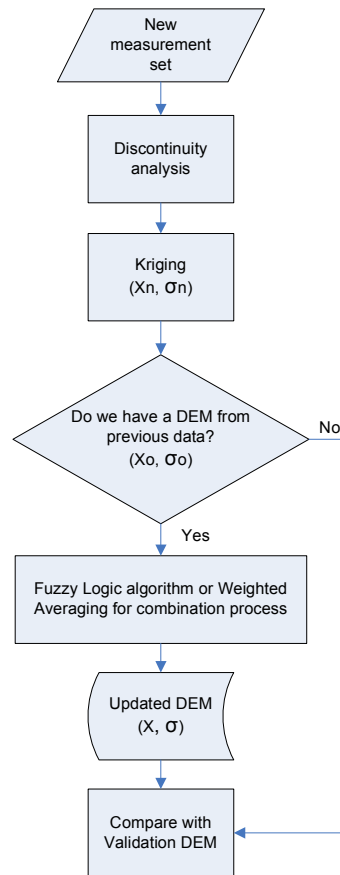 New
measurement
set
Discontinuity
analysis
Kriging
(Xn, σn)
Do we have a DEM from
previous data?
(Xo, σo)
No
Yes
Fuzzy Logic algorithm or Weighted
Averaging for combination process
Updated DEM
(X, σ)
Compare with
Validation DEM